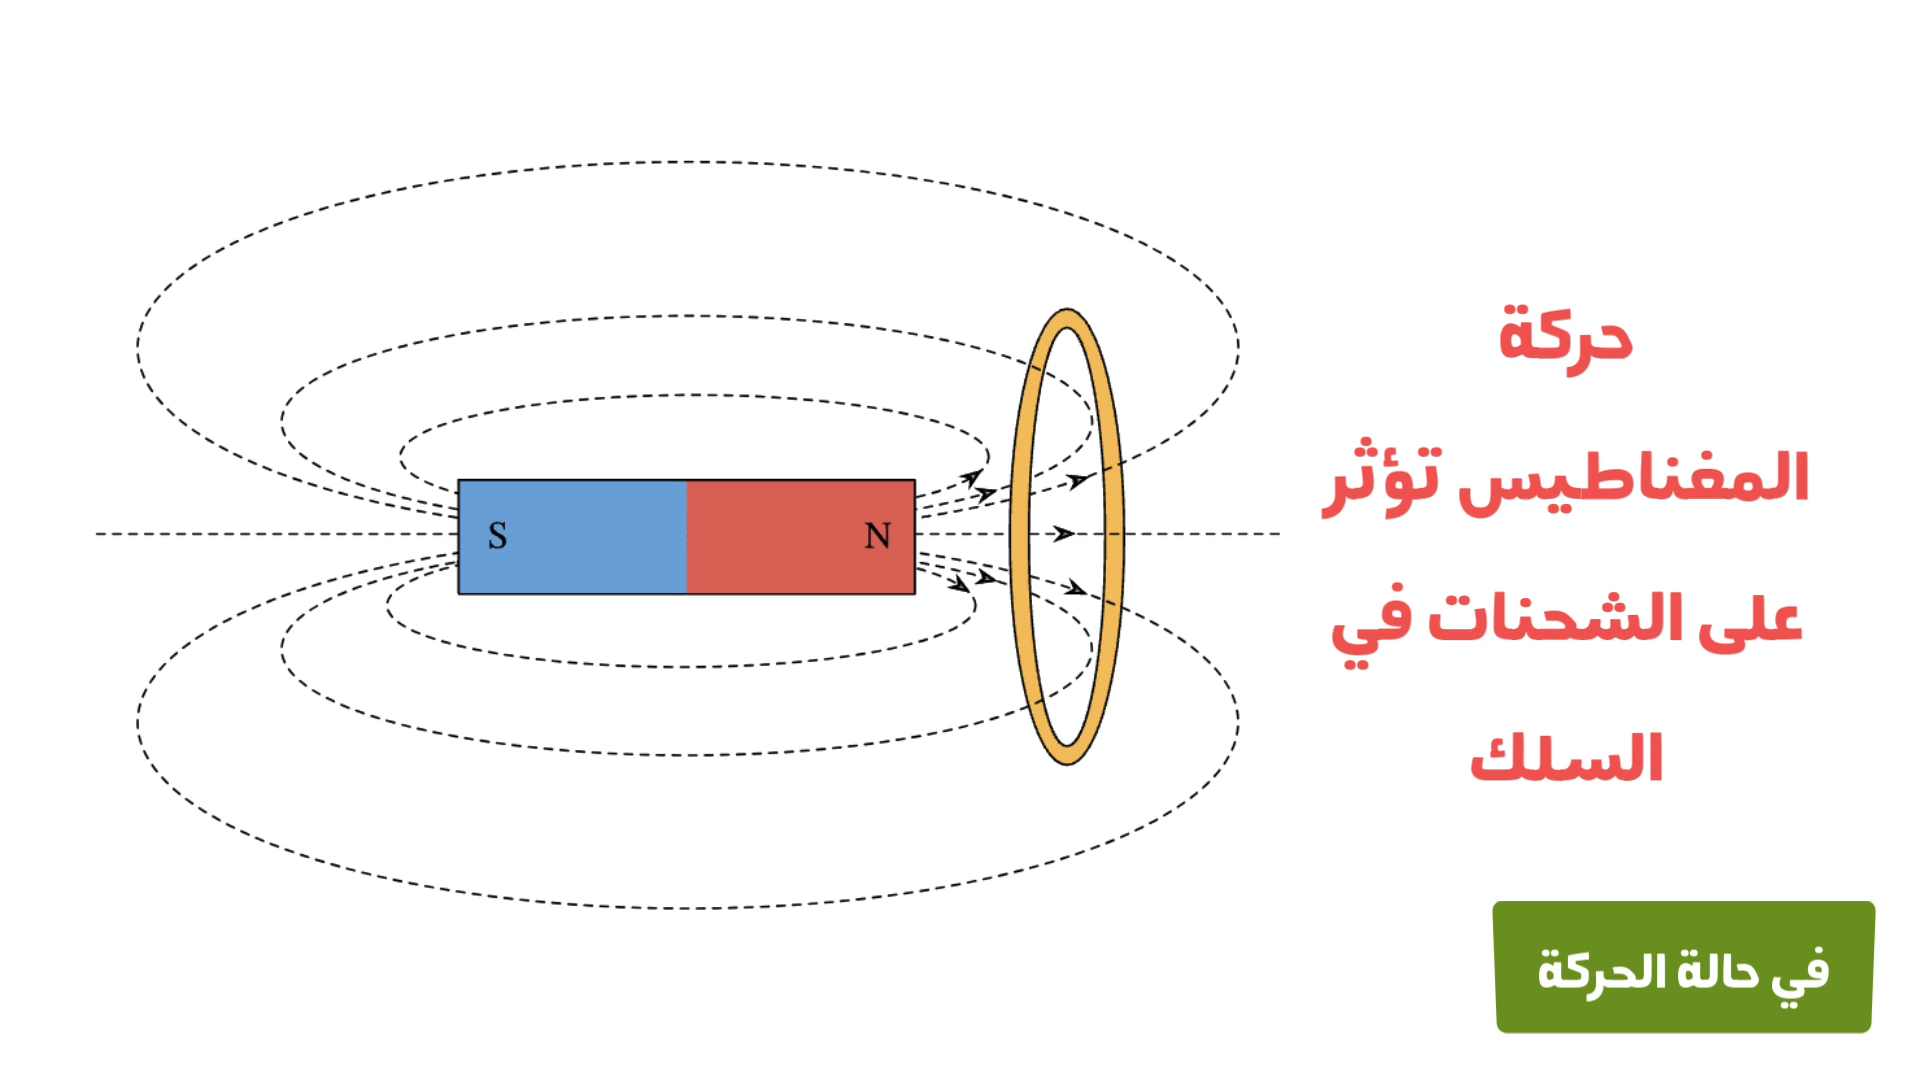 S
N
حركة
المغناطيس تؤثر
على الشحنات في
السلك
في حالة الحركة